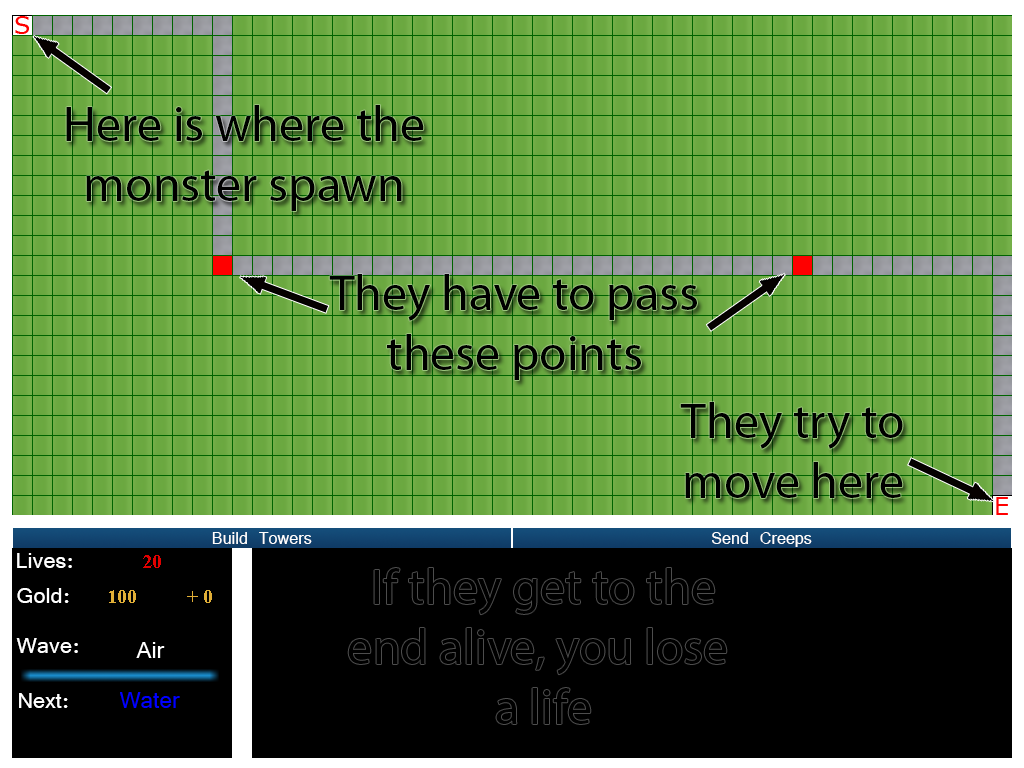 S
Here is where the
monster spawn
They have to pass
these points
They try to
move here
E
Build Towers
Send Creeps
Lives: 20
Gold: 100 + 0
Wave: Air
Next: Water
If they get to the
end alive, you lose
a life